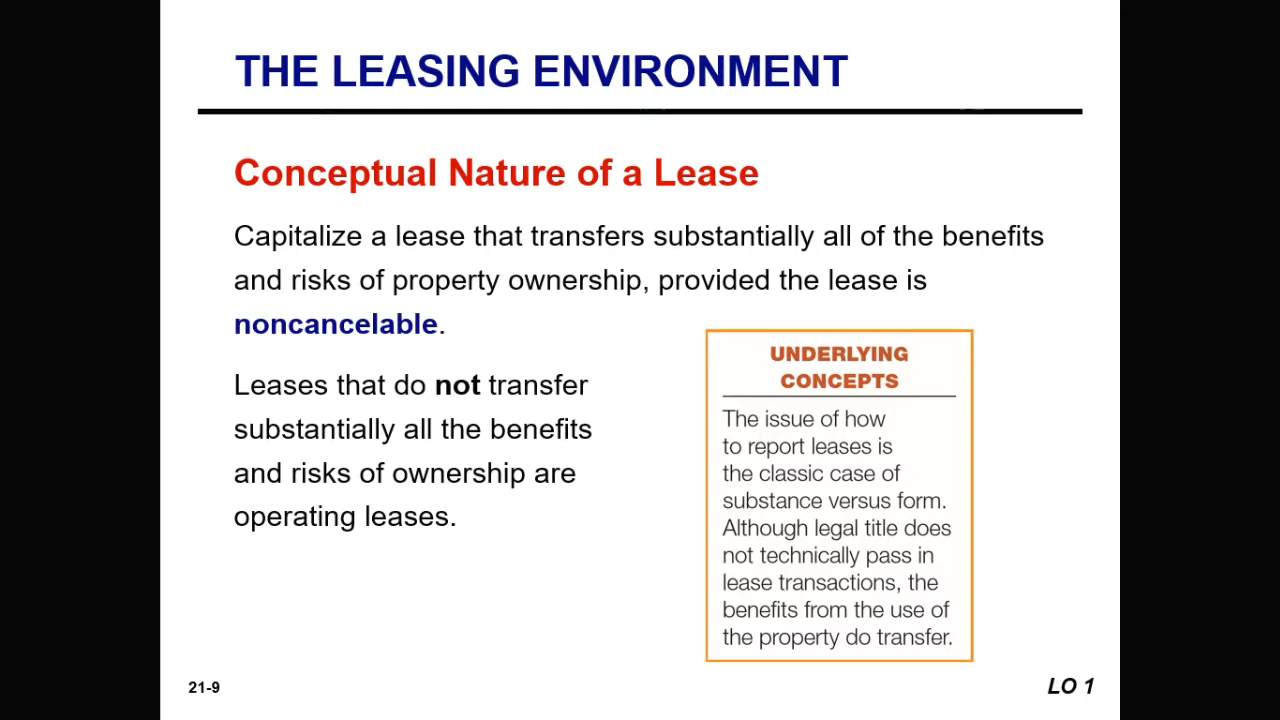 THE LEASING ENVIRONMENT
Conceptual Nature of a Lease
Capitalize a lease that transfers substantially all of the benefits
and risks of property ownership, provided the lease is
noncancelable.
Leases that do not transfer
substantially all the benefits
and risks of ownership are
operating leases.
UNDERLYING
CONCEPTS
The issue of how
to report leases is
the classic case of
substance versus form.
Although legal title does
not technically pass in
lease transactions, the
benefits from the use of
the property do transfer.
21-9
LO 1